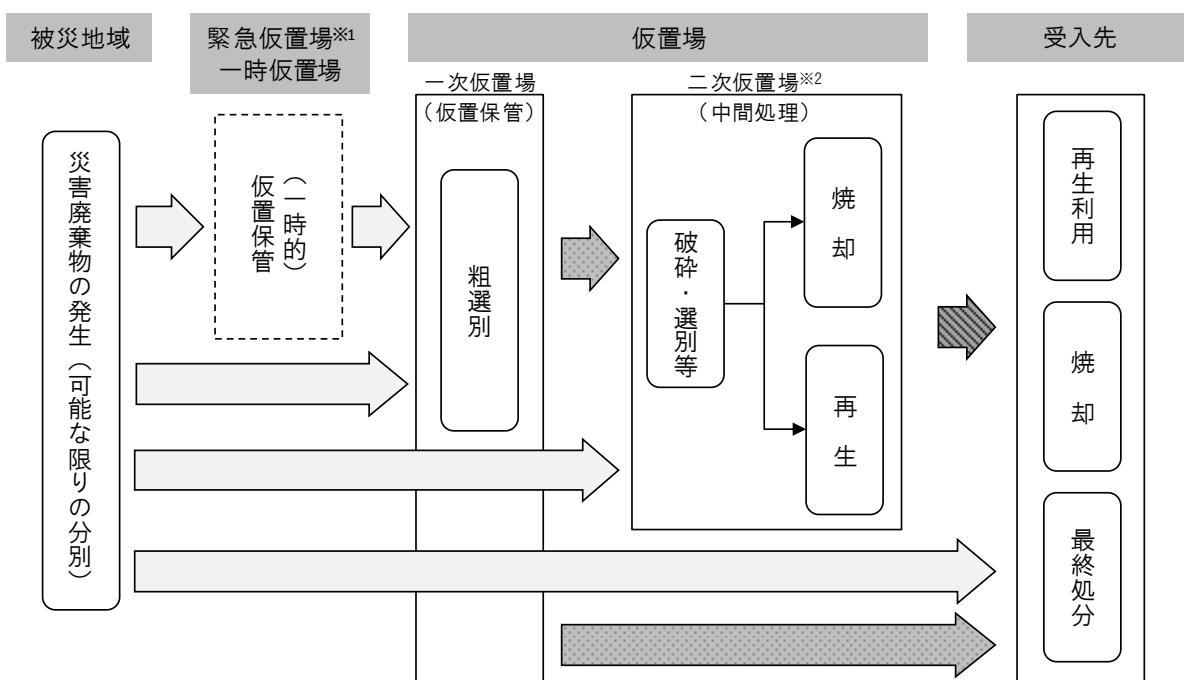 被災地域
緊急仮置場※1
一時仮置場
仮置場
受入先
一次仮置場
(仮置保管)
二次仮置場※2
(中間処理)
災害廃棄物の発生(可能な限りの分別)
(一時的)
仮置保管
粗選別
破砕・選別等
焼却
再生
再生利用
焼却
最終処分